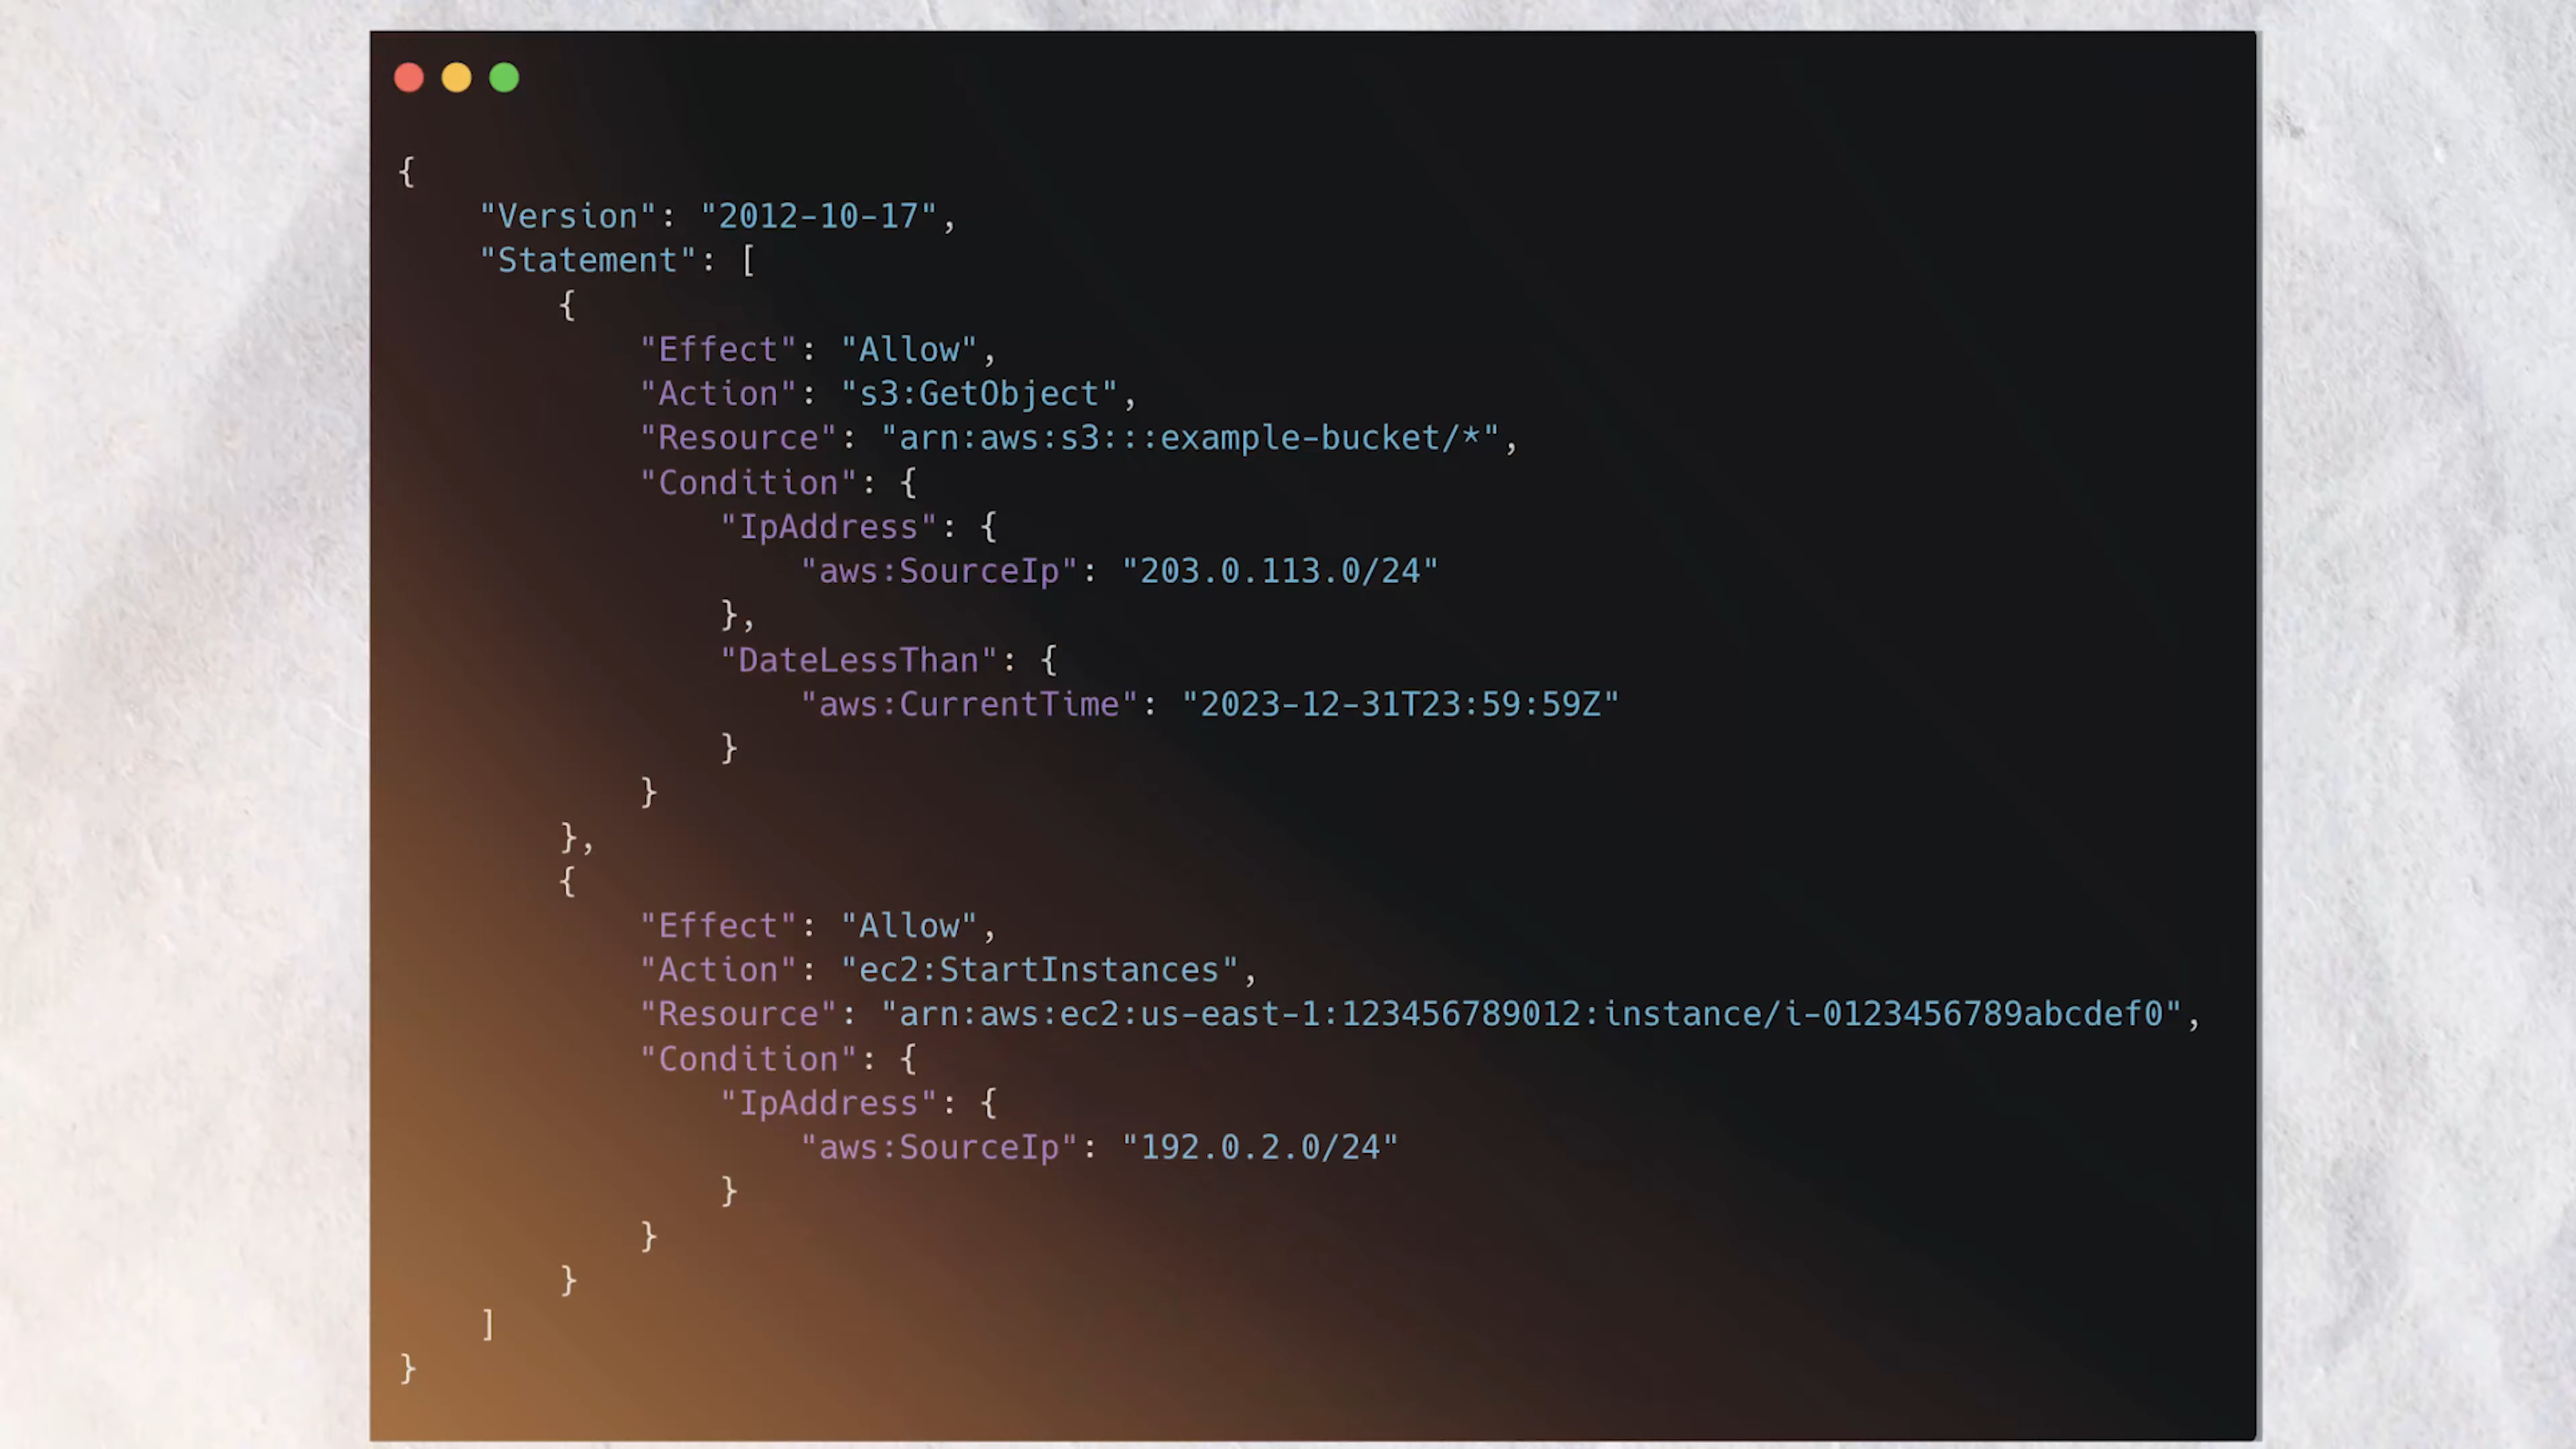 {
    "Version": "2012-10-17",
    "Statement": [
        {
            "Effect": "Allow",
            "Action": "s3:GetObject",
            "Resource": "arn:aws:s3:::example-bucket/*",
            "Condition": {
                "IpAddress": {
                    "aws:SourceIp": "203.0.113.0/24"
                },
                "DateLessThan": {
                    "aws:CurrentTime": "2023-12-31T23:59:59Z"
                }
            }
        },
        {
            "Effect": "Allow",
            "Action": "ec2:StartInstances",
            "Resource": "arn:aws:ec2:us-east-1:123456789012:instance/i-0123456789abcdef0",
            "Condition": {
                "IpAddress": {
                    "aws:SourceIp": "192.0.2.0/24"
                }
            }
        }
    ]
}